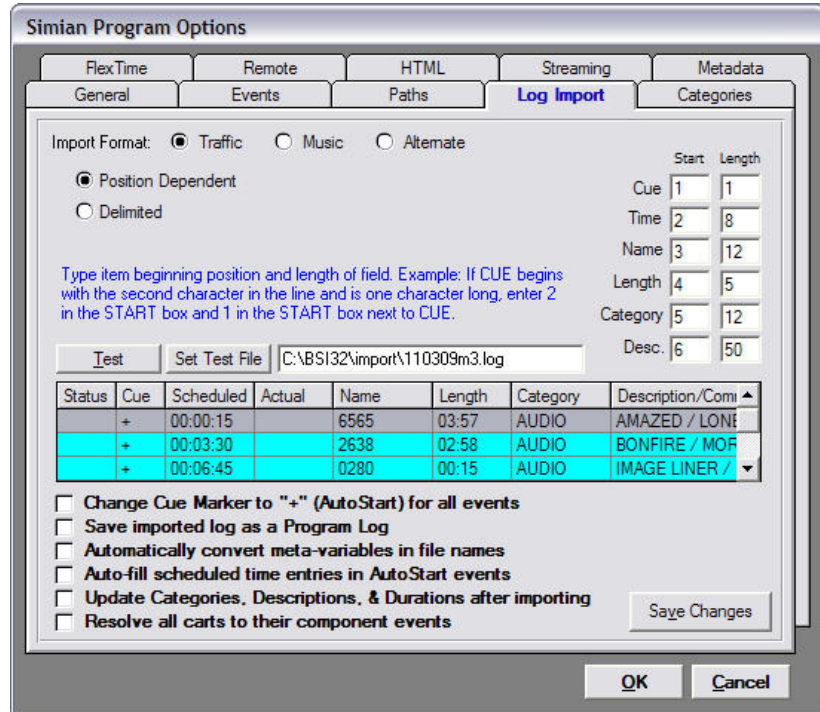 Simian Program Options
FlexTime Remote HTML Streaming Metadata
General Events Paths Log Import Categories
Import Format: Traffic Music Alternate
Position Dependent
Delimited
Start Length
Cue 1 1
Time 2 8
Name 3 12
Length 4 5
Category 5 12
Desc. 6 50
Type item beginning position and length of field. Example: If CUE begins
with the second character in the line and is one character long, enter 2
in the START box and 1 in the START box next to CUE.
Test Set Test File C:\BSI32\import\110309m3.log
Status Cue Scheduled Actual Name Length Category Description/Com
+ 00:00:15 6565 03:57 AUDIO AMAZED / LONE
+ 00:03:30 2638 02:58 AUDIO BONFIRE / MOR
+ 00:06:45 0280 00:15 AUDIO IMAGE LINER /
Change Cue Marker to "+" (AutoStart) for all events
Save imported log as a Program Log
Automatically convert meta-variables in file names
Auto-fill scheduled time entries in AutoStart events
Update Categories, Descriptions, & Durations after importing
Resolve all carts to their component events
Save Changes
OK Cancel